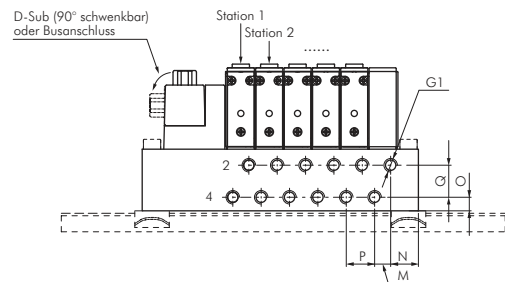 D-Sub (90° schwenkbar)
oder Busanschluss
Station 1
Station 2
......
G1
2
4
Q
O
P
N
M